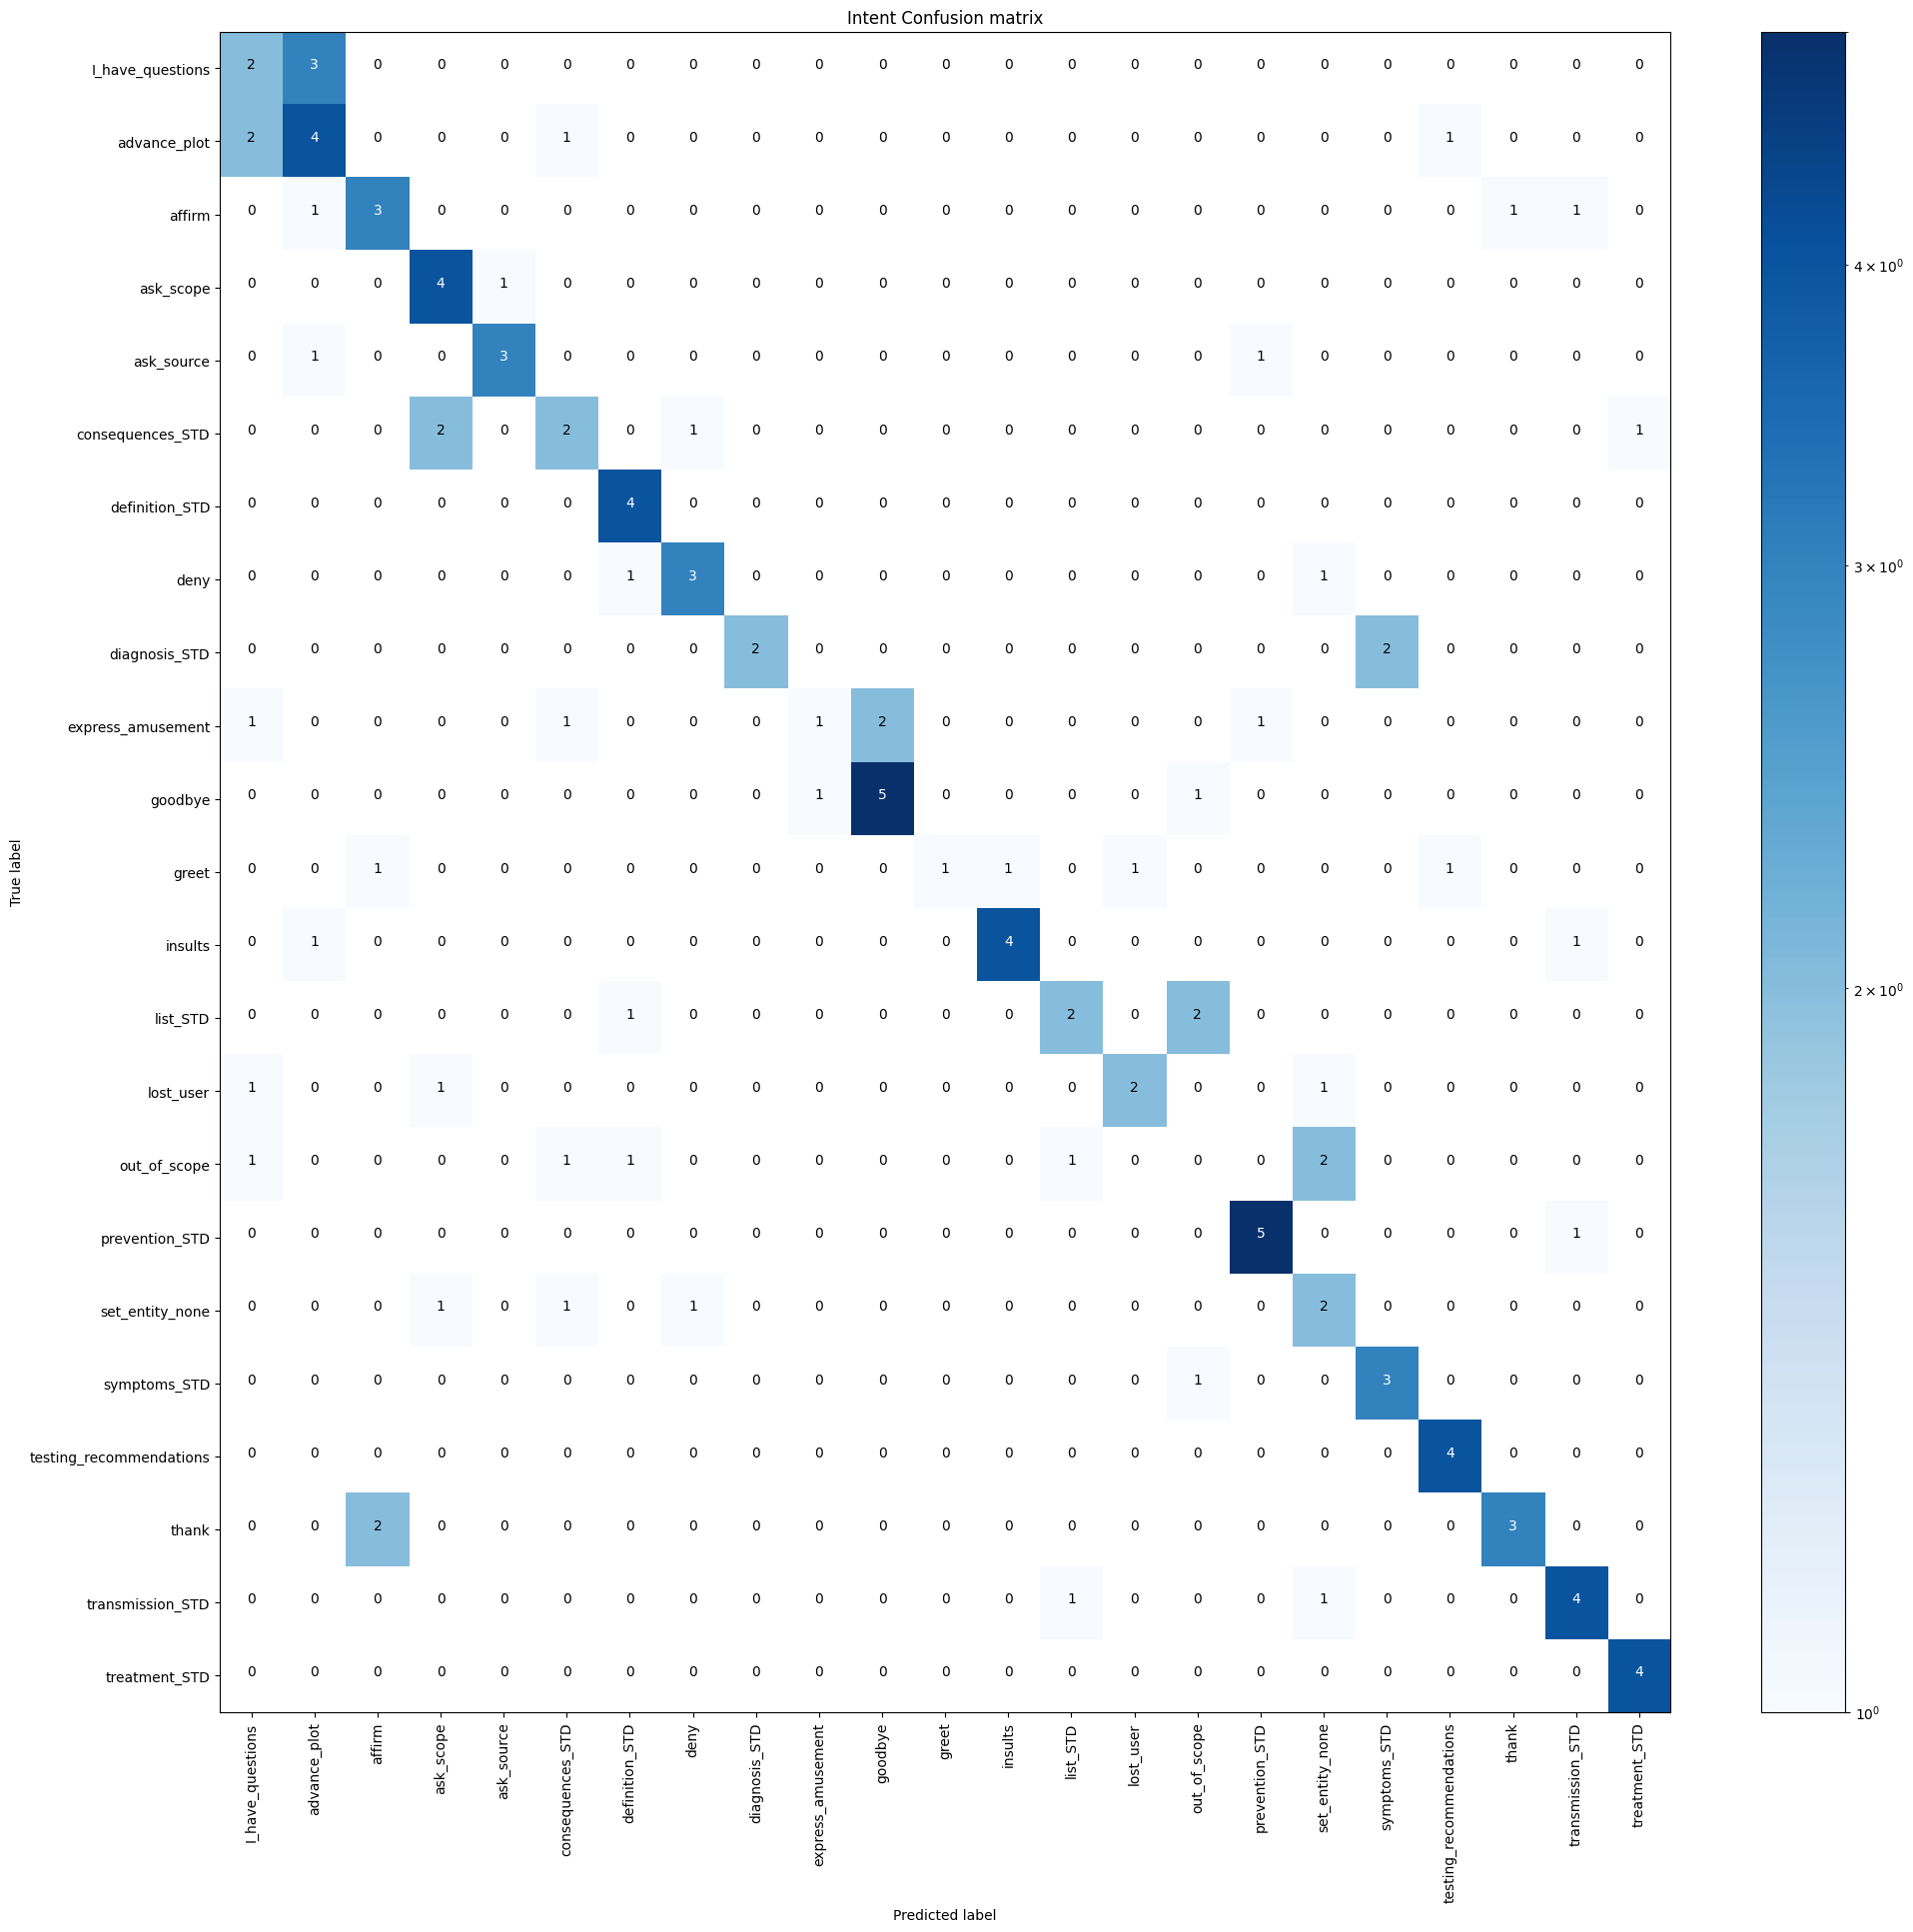 Intent Confusion matrix
I_have_questions 2 3 0 0 0 0 0 0 0 0 0 0 0 0 0 0 0 0 0 0 0 0 0
advance_plot 2 4 0 0 0 1 0 0 0 0 0 0 0 0 0 0 0 0 0 1 0 0 0
affirm 0 1 3 0 0 0 0 0 0 0 0 0 0 0 0 0 0 0 0 0 1 1 0
ask_scope 0 0 0 4 1 0 0 0 0 0 0 0 0 0 0 0 0 0 0 0 0 0 0
ask_source 0 1 0 0 3 0 0 0 0 0 0 0 0 0 0 0 1 0 0 0 0 0 0
consequences_STD 0 0 0 2 0 2 0 1 0 0 0 0 0 0 0 0 0 0 0 0 0 0 1
definition_STD 0 0 0 0 0 0 4 0 0 0 0 0 0 0 0 0 0 0 0 0 0 0 0
deny 0 0 0 0 0 0 1 3 0 0 0 0 0 0 0 0 0 1 0 0 0 0 0
diagnosis_STD 0 0 0 0 0 0 0 0 2 0 0 0 0 0 0 0 0 0 2 0 0 0 0
express_amusement 1 0 0 0 0 1 0 0 0 1 2 0 0 0 0 0 1 0 0 0 0 0 0
goodbye 0 0 0 0 0 0 0 0 0 1 5 0 0 0 0 1 0 0 0 0 0 0 0
greet 0 0 1 0 0 0 0 0 0 0 0 1 1 0 1 0 0 0 0 1 0 0 0
insults 0 1 0 0 0 0 0 0 0 0 0 0 4 0 0 0 0 0 0 0 0 1 0
list_STD 0 0 0 0 0 0 1 0 0 0 0 0 0 2 0 2 0 0 0 0 0 0 0
lost_user 1 0 0 1 0 0 0 0 0 0 0 0 0 0 2 0 0 1 0 0 0 0 0
out_of_scope 1 0 0 0 0 1 1 0 0 0 0 0 0 1 0 0 0 2 0 0 0 0 0
prevention_STD 0 0 0 0 0 0 0 0 0 0 0 0 0 0 0 0 5 0 0 0 0 1 0
set_entity_none 0 0 0 1 0 1 0 1 0 0 0 0 0 0 0 0 0 2 0 0 0 0 0
symptoms_STD 0 0 0 0 0 0 0 0 0 0 0 0 0 0 0 1 0 0 3 0 0 0 0
testing_recommendations 0 0 0 0 0 0 0 0 0 0 0 0 0 0 0 0 0 0 0 4 0 0 0
thank 0 0 2 0 0 0 0 0 0 0 0 0 0 0 0 0 0 0 0 0 3 0 0
transmission_STD 0 0 0 0 0 0 0 0 0 0 0 0 0 1 0 0 0 1 0 0 0 4 0
treatment_STD 0 0 0 0 0 0 0 0 0 0 0 0 0 0 0 0 0 0 0 0 0 0 4
True label
I_have_questions
advance_plot
affirm
ask_scope
ask_source
consequences_STD
definition_STD
deny
diagnosis_STD
express_amusement
goodbye
greet
insults
list_STD
lost_user
out_of_scope
prevention_STD
set_entity_none
symptoms_STD
testing_recommendations
thank
transmission_STD
treatment_STD
Predicted label
4 × 10⁰
3 × 10⁰
2 × 10⁰
10⁰